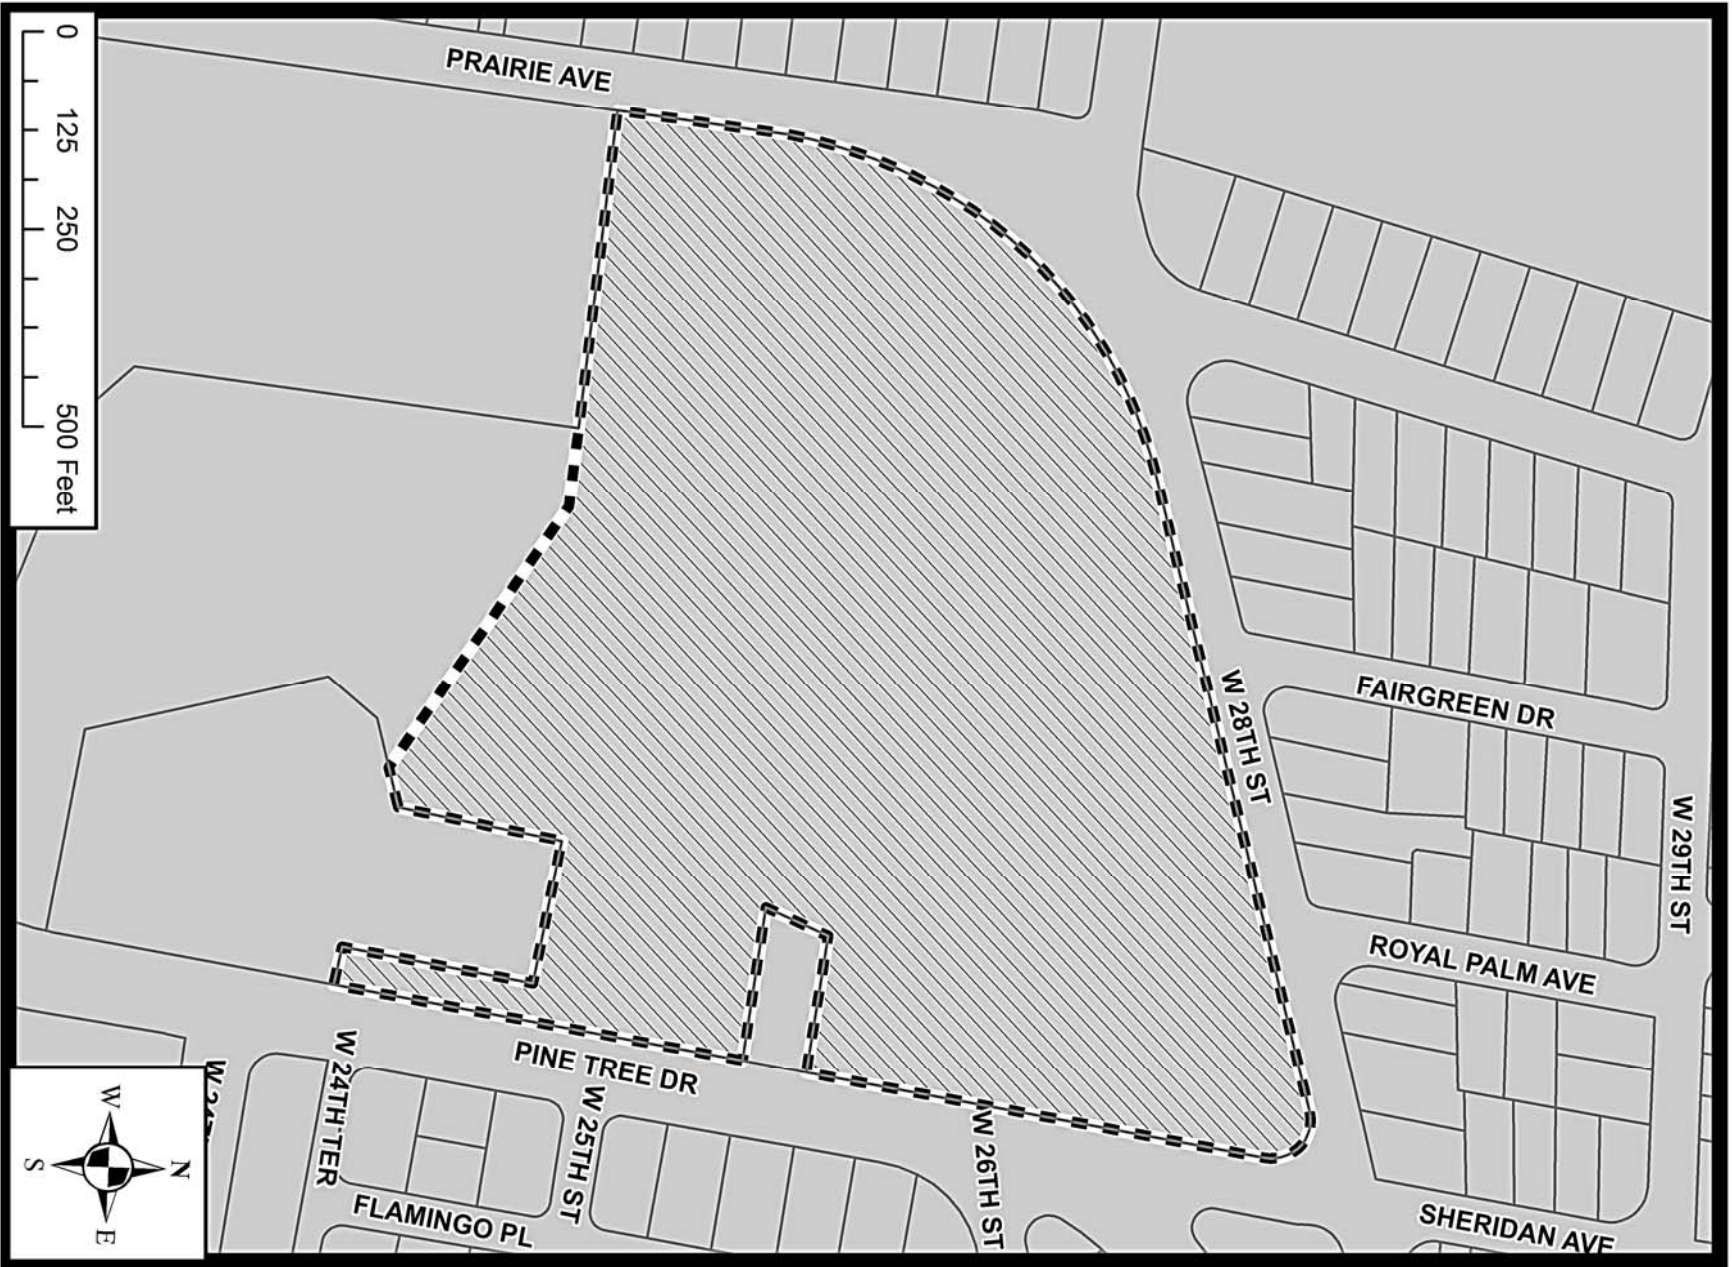 0
125
250
500 Feet
PRAIRIE AVE
W 28TH ST
FAIRGREEN DR
W 29TH ST
ROYAL PALM AVE
PINE TREE DR
W 24TH TER
W 25TH ST
W 26TH ST
FLAMINGO PL
SHERIDAN AVE
W
N
S
E